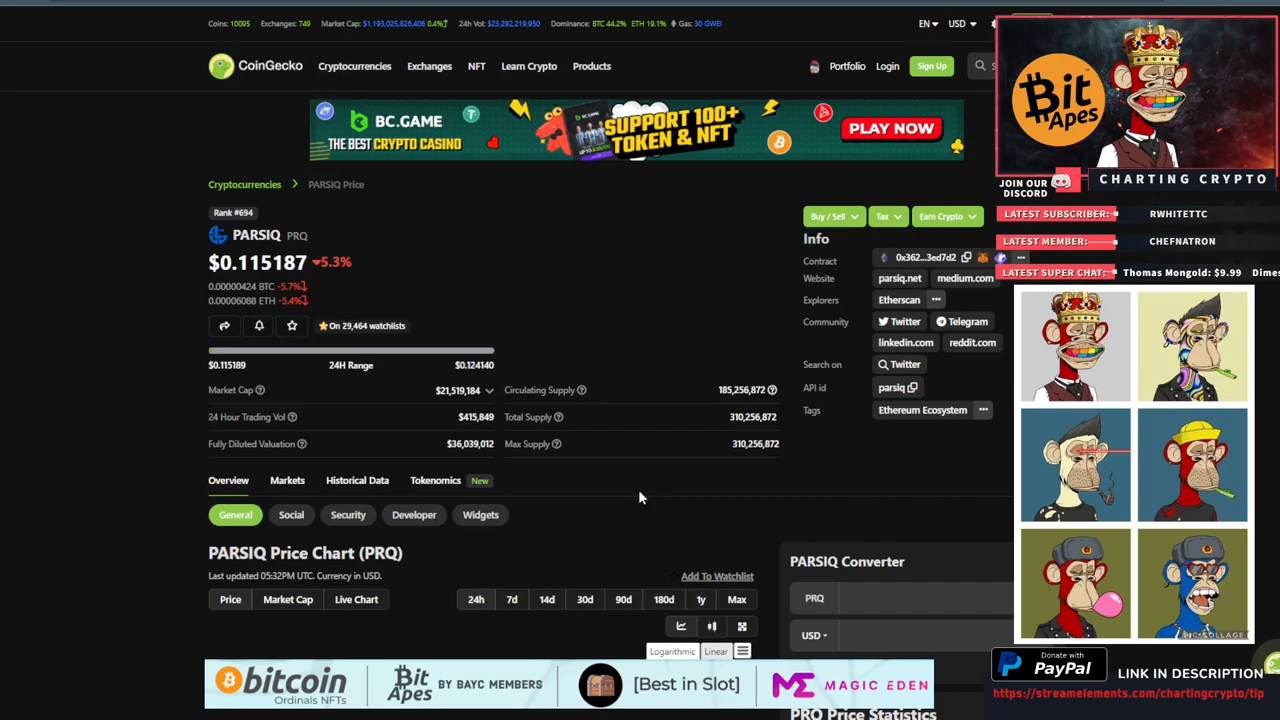 Coins: 10095 Exchanges: 749 Market Cap: $1,193,025,826,406 0.4% 24h Vol: $23,292,219,950 Dominance: BTC 44.2% ETH 19.1% Gas: 30 GWEI EN USD
CoinGecko Cryptocurrencies Exchanges NFT Learn Crypto Products Portfolio Login Sign Up
BC.GAME
THE BEST CRYPTO CASINO
SUPPORT 100+
TOKEN & NFT
PLAY NOW
Cryptocurrencies PARSIQ Price
Rank #694
PARSIQ PRQ
$0.115187 5.3%
0.00000424 BTC -5.7%
0.00006088 ETH -5.4%
On 29,464 watchlists
$0.115189 24H Range $0.124140
Market Cap $21,519,184
24 Hour Trading Vol $415,849
Fully Diluted Valuation $36,039,012
Circulating Supply 185,256,872
Total Supply 310,256,872
Max Supply 310,256,872
Buy / Sell Tax Earn Crypto
Info
Contract 0x362...3ed7d2
Website parsiq.net medium.com
Explorers Etherscan
Community Twitter Telegram
linkedin.com reddit.com
Search on Twitter
API id parsiq
Tags Ethereum Ecosystem
Overview Markets Historical Data Tokenomics New
General Social Security Developer Widgets
PARSIQ Price Chart (PRQ)
Last updated 05:32PM UTC. Currency in USD.
Add To Watchlist
Price Market Cap Live Chart
24h 7d 14d 30d 90d 180d 1y Max
Logarithmic Linear
PARSIQ Converter
PRQ
USD
PRQ Price Statistics
Bit
Apes
JOIN OUR
DISCORD
CHARTING CRYPTO
LATEST SUBSCRIBER: RWHITETTC
LATEST MEMBER: CHEFNATRON
LATEST SUPER CHAT: Thomas Mongold: $9.99 Dimes
PIC COLLAGE
bitcoin
Ordinals NFTs
Bit
Apes
BY BAYC MEMBERS
[Best in Slot]
MAGIC EDEN
Donate with
PayPal
LINK IN DESCRIPTION
https://streamelements.com/chartingcrypto/tip